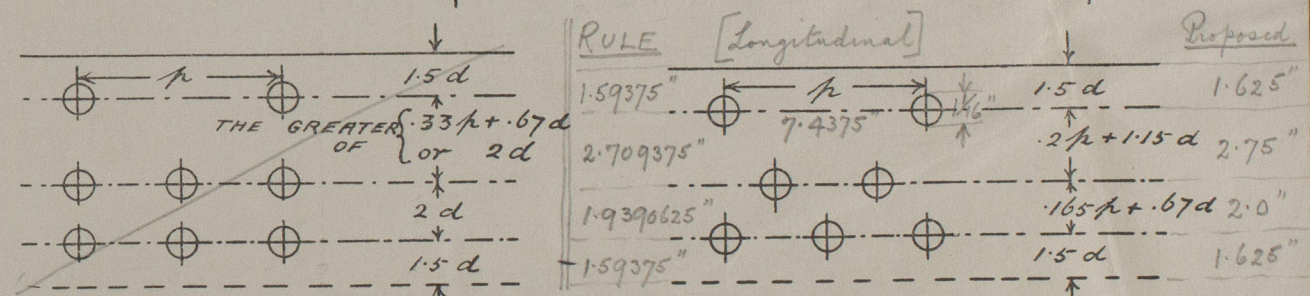 RULE [Longitudinal] Proposed
p
1.5 d
THE GREATER OF { .33p + .67d
or 2d
2 d
1.5 d
1.59375"
2.709375"
1.9390625"
1.59375"
p
7.4375"
1.5 d
.2p + 1.15 d
.165p + .67d
1.5 d
1.625"
2.75"
2.0"
1.625"